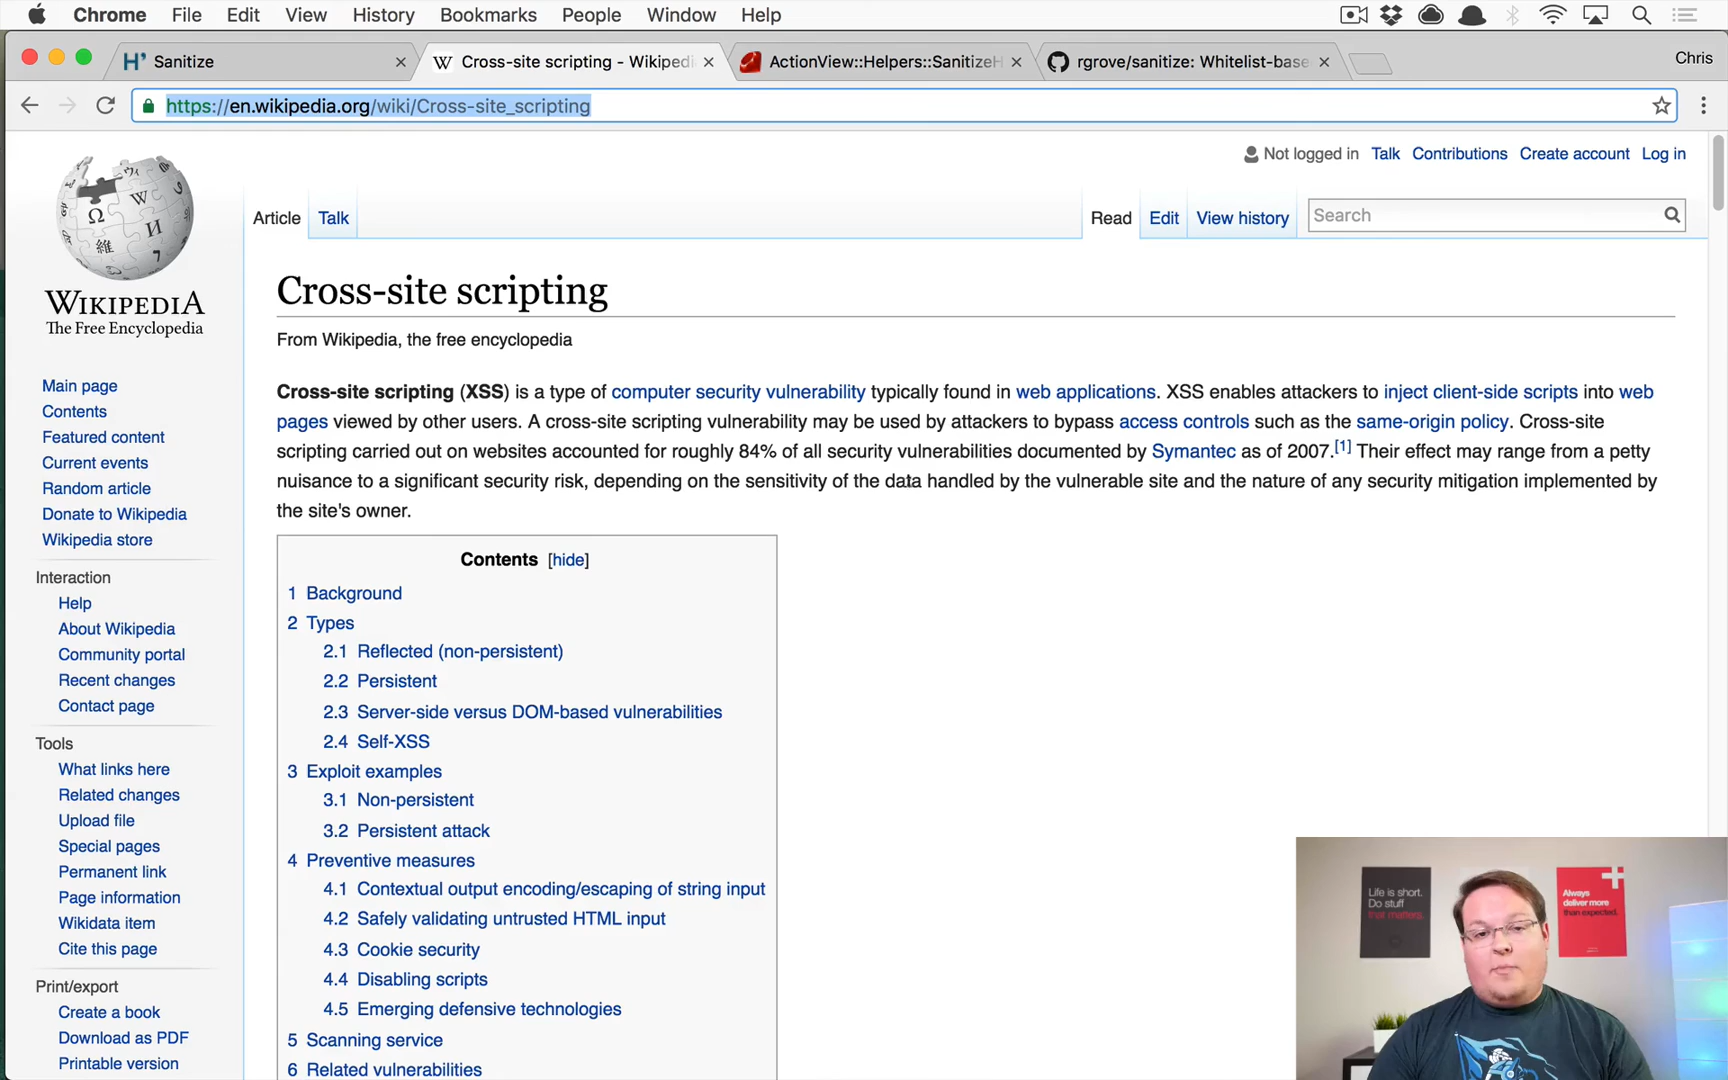 Chrome File Edit View History Bookmarks People Window Help
Sanitize
Cross-site scripting - Wikipedi
ActionView::Helpers::SanitizeH
rgrove/sanitize: Whitelist-base
Chris
https://en.wikipedia.org/wiki/Cross-site_scripting
Not logged in Talk Contributions Create account Log in
Article Talk
Read Edit View history
Search
WIKIPEDIA
The Free Encyclopedia
Main page
Contents
Featured content
Current events
Random article
Donate to Wikipedia
Wikipedia store
Interaction
Help
About Wikipedia
Community portal
Recent changes
Contact page
Tools
What links here
Related changes
Upload file
Special pages
Permanent link
Page information
Wikidata item
Cite this page
Print/export
Create a book
Download as PDF
Printable version
Cross-site scripting
From Wikipedia, the free encyclopedia
Cross-site scripting (XSS) is a type of computer security vulnerability typically found in web applications. XSS enables attackers to inject client-side scripts into web
pages viewed by other users. A cross-site scripting vulnerability may be used by attackers to bypass access controls such as the same-origin policy. Cross-site
scripting carried out on websites accounted for roughly 84% of all security vulnerabilities documented by Symantec as of 2007.[1] Their effect may range from a petty
nuisance to a significant security risk, depending on the sensitivity of the data handled by the vulnerable site and the nature of any security mitigation implemented by
the site's owner.
Contents [hide]
1 Background
2 Types
2.1 Reflected (non-persistent)
2.2 Persistent
2.3 Server-side versus DOM-based vulnerabilities
2.4 Self-XSS
3 Exploit examples
3.1 Non-persistent
3.2 Persistent attack
4 Preventive measures
4.1 Contextual output encoding/escaping of string input
4.2 Safely validating untrusted HTML input
4.3 Cookie security
4.4 Disabling scripts
4.5 Emerging defensive technologies
5 Scanning service
6 Related vulnerabilities
Life is short.
Do stuff
that matters.
Always
deliver more
than expected.